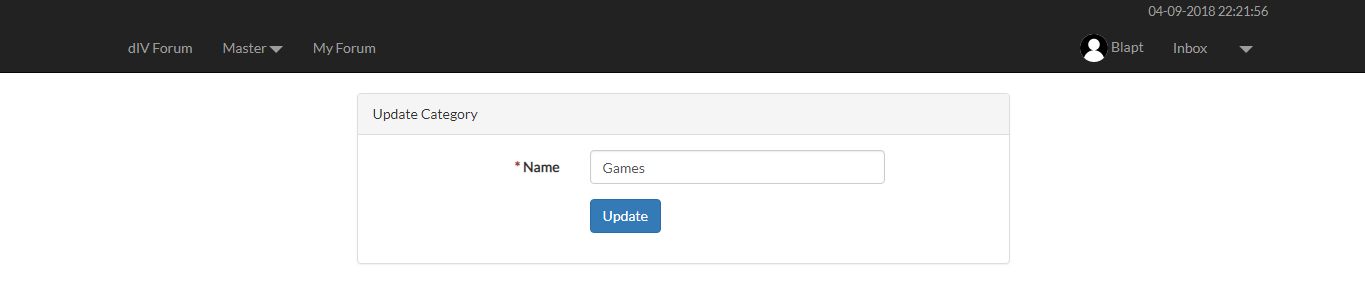 04-09-2018 22:21:56
dIV Forum Master My Forum Blapt Inbox
Update Category
* Name Games
Update